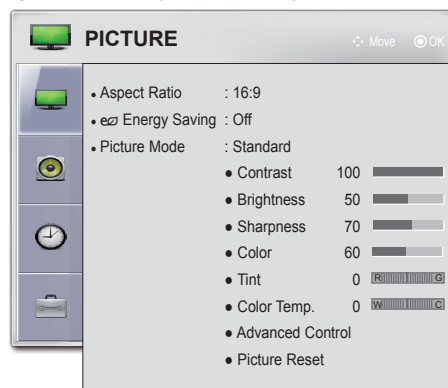 PICTURE
Move OK
• Aspect Ratio : 16:9
• e Energy Saving : Off
• Picture Mode : Standard
● Contrast 100
● Brightness 50
● Sharpness 70
● Color 60
● Tint 0 R G
● Color Temp. 0 W C
● Advanced Control
● Picture Reset